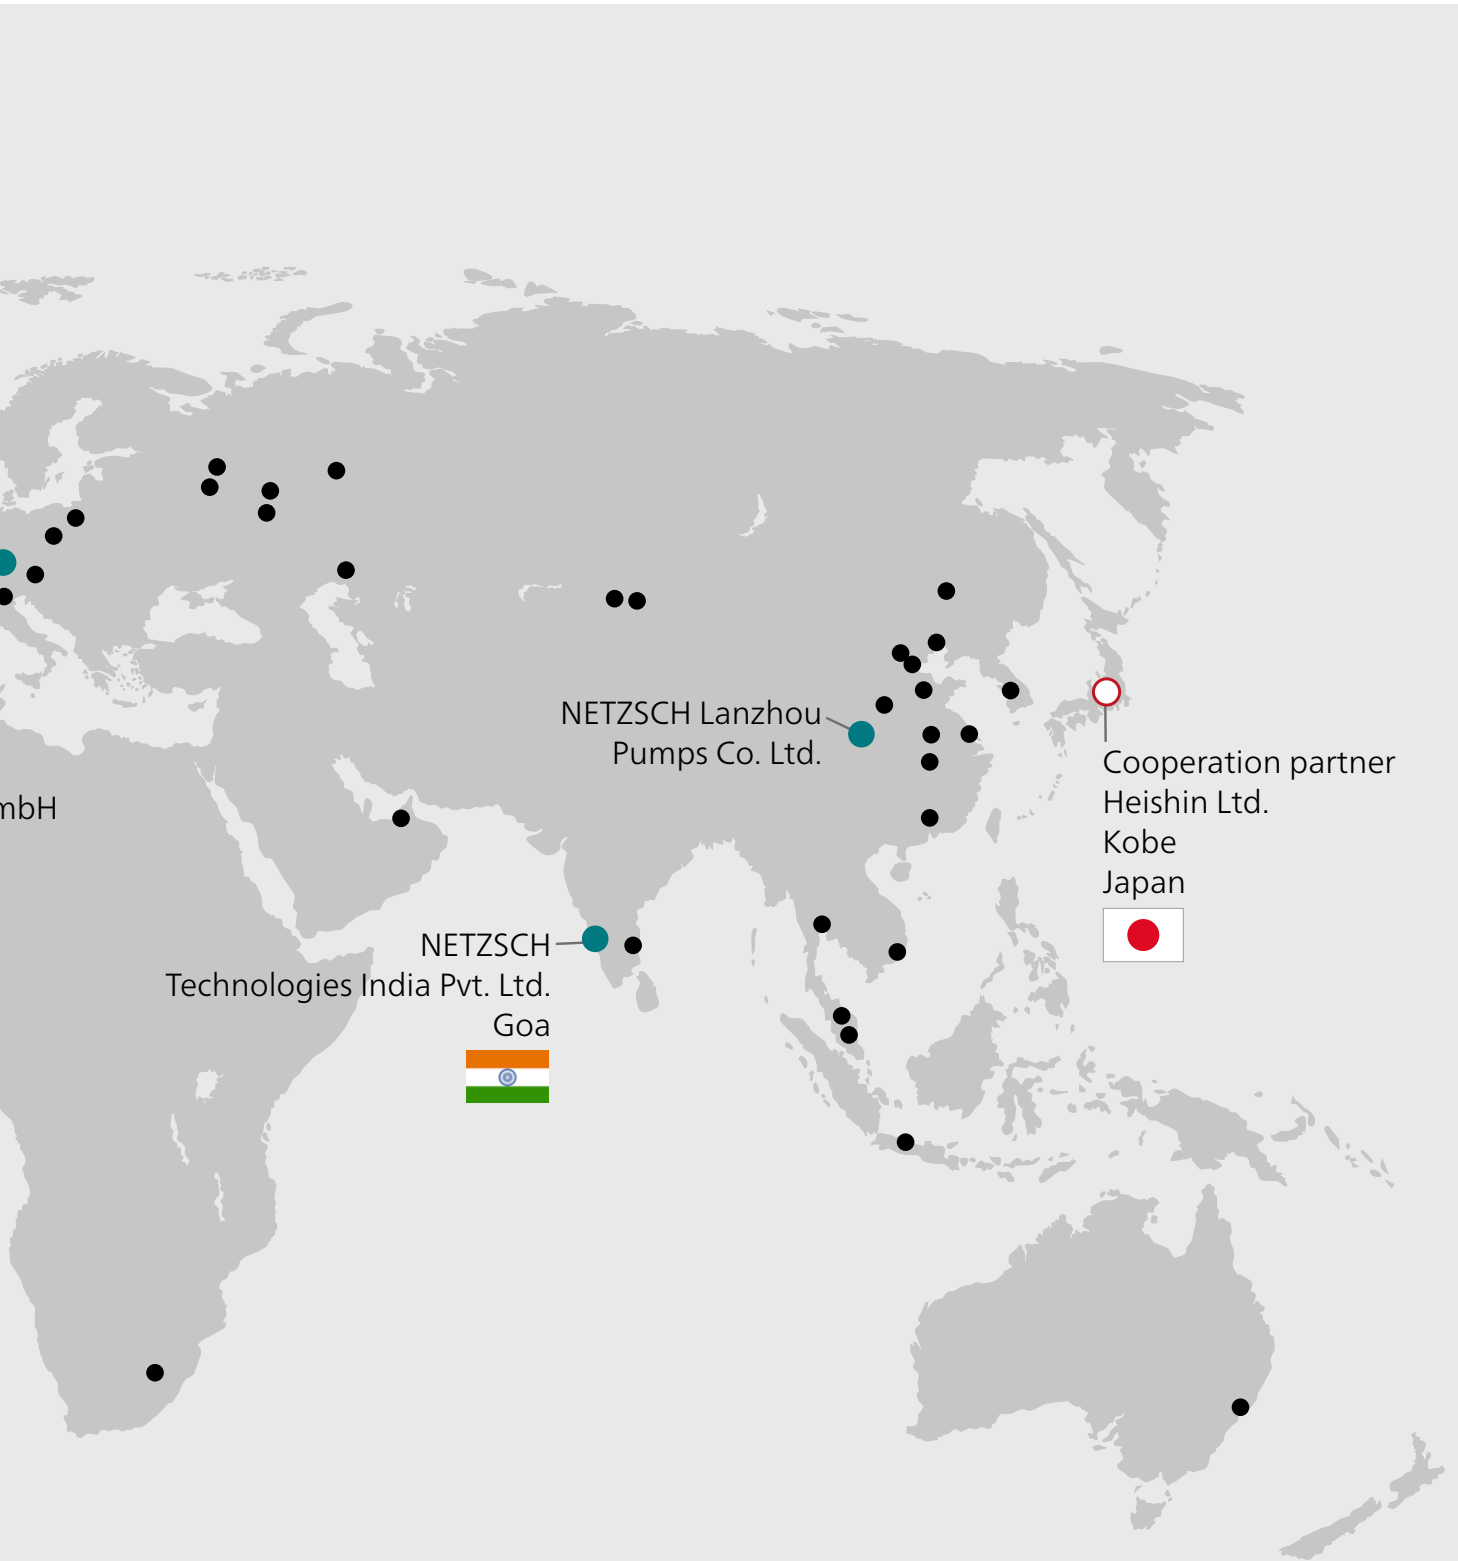 NETZSCH Lanzhou
Pumps Co. Ltd.
Cooperation partner
Heishin Ltd.
Kobe
Japan
mbH
NETZSCH
Technologies India Pvt. Ltd.
Goa